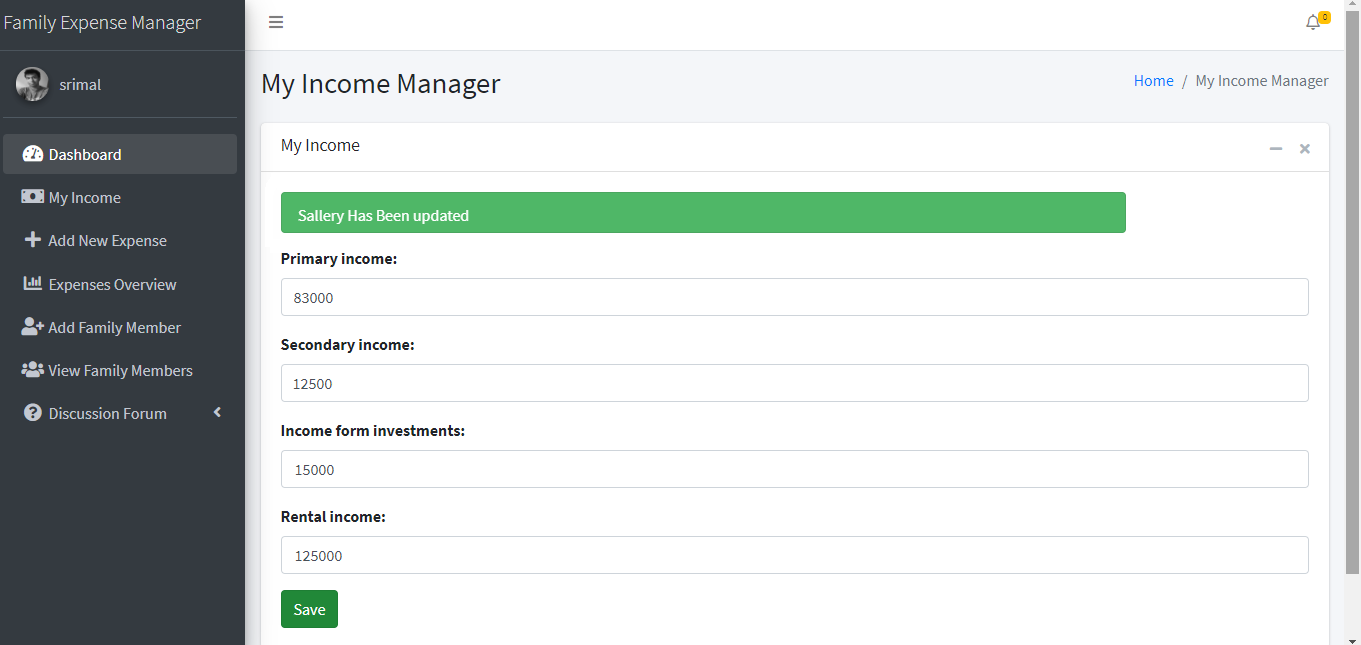 Family Expense Manager
0
srimal
My Income Manager
Home / My Income Manager
Dashboard
My Income
Add New Expense
Expenses Overview
Add Family Member
View Family Members
Discussion Forum
My Income
Sallery Has Been updated
Primary income:
83000
Secondary income:
12500
Income form investments:
15000
Rental income:
125000
Save